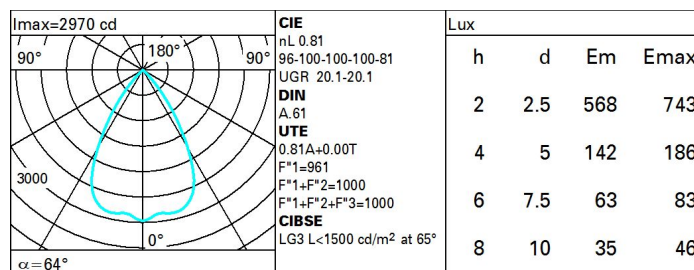 Imax=2970 cd
90° 180° 90°
3000
0°
α=64°
CIE
nL 0.81
96-100-100-100-81
UGR 20.1-20.1
DIN
A.61
UTE
0.81A+0.00T
F"1=961
F"1+F"2=1000
F"1+F"2+F"3=1000
CIBSE
LG3 L<1500 cd/m² at 65°
Lux
h d Em Emax
2 2.5 568 743
4 5 142 186
6 7.5 63 83
8 10 35 46